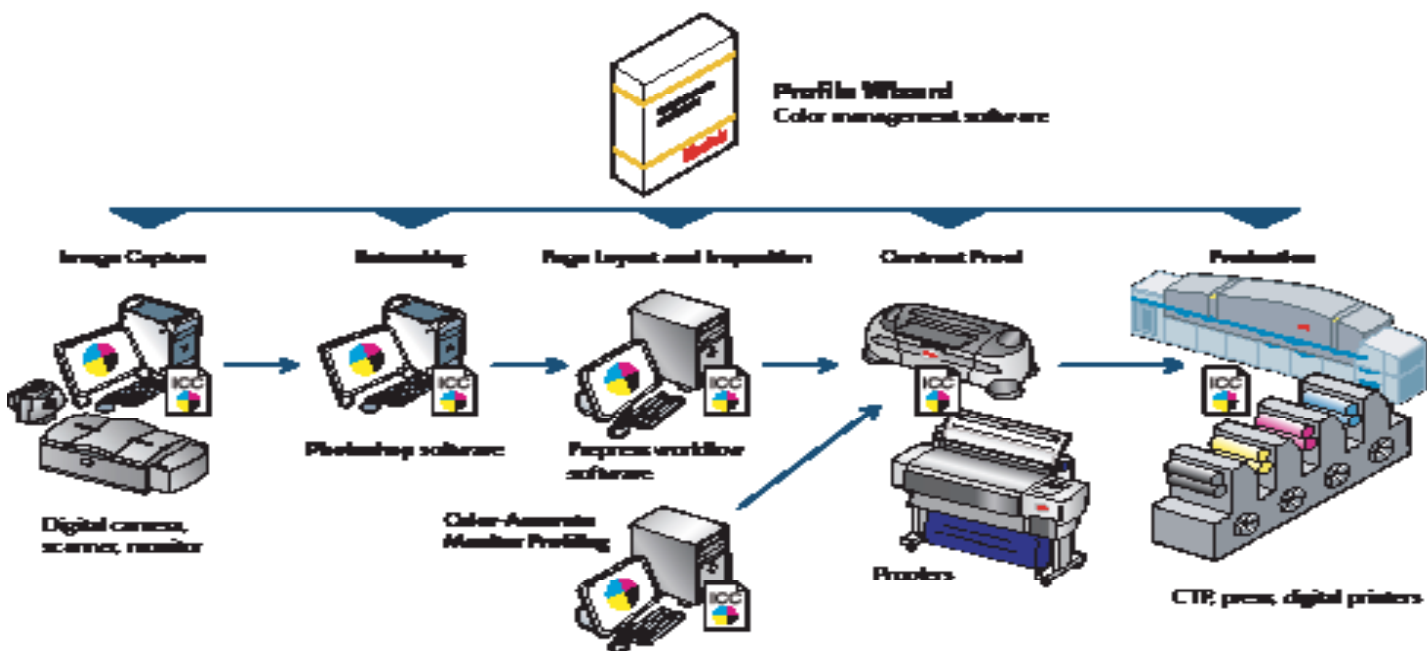 Profile Wizard
Color management software
Image Capture
Retouching
Page Layout and Imposition
Contract Proof
Production
ICC
ICC
ICC
ICC
ICC
Photoshop software
Prepress workflow
software
Digital camera,
scanner, monitor
Color-Accurate
Monitor Profiling
ICC
Proofers
CTP, press, digital printers